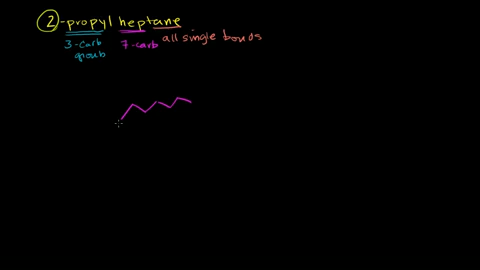 2-propyl heptane
3-carb group
7-carb
all single bonds